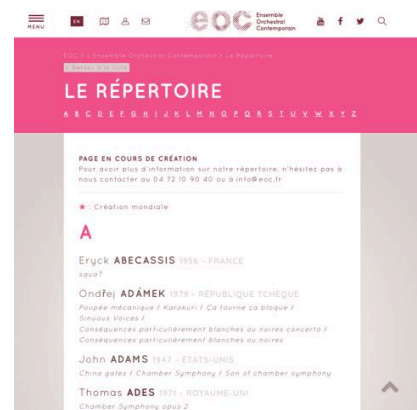 MENU
EN
eoc Ensemble
Orchestral
Contemporain
EOC / L'Ensemble Orchestral Contemporain / Le Répertoire
< Retour à la liste
LE RÉPERTOIRE
A B C D E F G H I J K L M N O P Q R S T U V W X Y Z
PAGE EN COURS DE CRÉATION
Pour avoir plus d'information sur notre répertoire, n'hésitez pas à
nous contacter au 04 72 10 90 40 ou à info@eoc.fr
★ : Création mondiale
A
Eryck ABECASSIS 1956 - FRANCE
squa?
Ondřej ADÁMEK 1979 - RÉPUBLIQUE TCHÈQUE
Poupée mécanique / Karakuri / Ca tourne ça bloque /
Sinuous Voices /
Conséquences particulièrement blanches ou noires concerto /
Conséquences particulièrement blanches ou noires
John ADAMS 1947 - ÉTATS-UNIS
China gates / Chamber Symphony / Son of chamber symphony
Thomas ADES 1971 - ROYAUME-UNI
Chamber Symphony opus 2